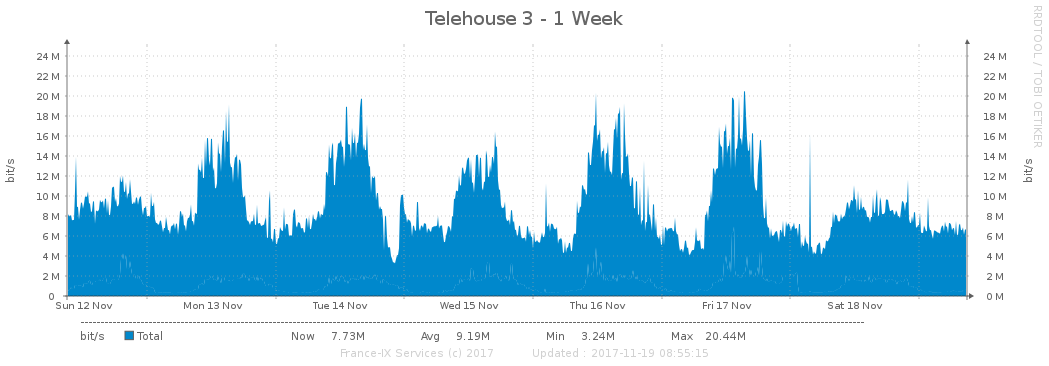 Telehouse 3 - 1 Week
RRDTOOL / TOBI OETIKER
bit/s
24 M 24 M
22 M 22 M
20 M 20 M
18 M 18 M
16 M 16 M
14 M 14 M
12 M 12 M
10 M 10 M
8 M 8 M
6 M 6 M
4 M 4 M
2 M 2 M
0 0 M
bit/s
Sun 12 Nov Mon 13 Nov Tue 14 Nov Wed 15 Nov Thu 16 Nov Fri 17 Nov Sat 18 Nov
bit/s Total Now 7.73M Avg 9.19M Min 3.24M Max 20.44M
France-IX Services (c) 2017 Updated : 2017-11-19 08:55:15